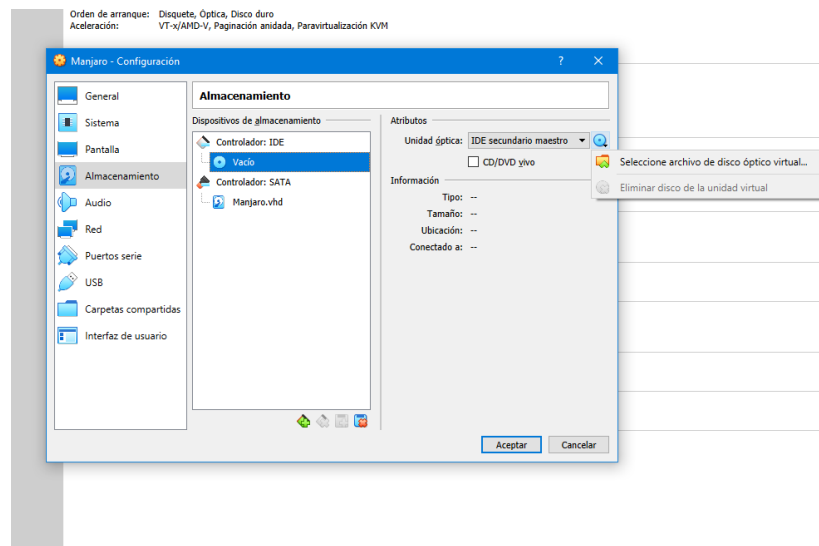 Orden de arranque: Disquete, Óptica, Disco duro
Aceleración: VT-x/AMD-V, Paginación anidada, Paravirtualización KVM
Manjaro - Configuración
General
Sistema
Pantalla
Almacenamiento
Audio
Red
Puertos serie
USB
Carpetas compartidas
Interfaz de usuario
Almacenamiento
Dispositivos de almacenamiento
Controlador: IDE
Vacío
Controlador: SATA
Manjaro.vhd
Atributos
Unidad óptica: IDE secundario maestro
CD/DVD vivo
Información
Tipo: --
Tamaño: --
Ubicación: --
Conectado a: --
Seleccione archivo de disco óptico virtual...
Eliminar disco de la unidad virtual
Aceptar
Cancelar